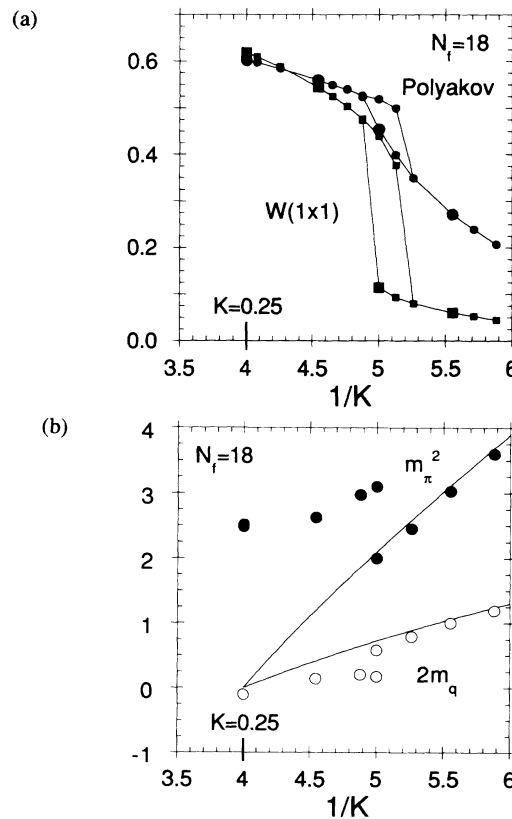 (a)
N_f=18
Polyakov
W(1x1)
K=0.25
0.6
0.4
0.2
0.0
3.5 4 4.5 5 5.5 6
1/K
(b)
N_f=18
m_π^2
2m_q
K=0.25
4
3
2
1
0
-1
3.5 4 4.5 5 5.5 6
1/K